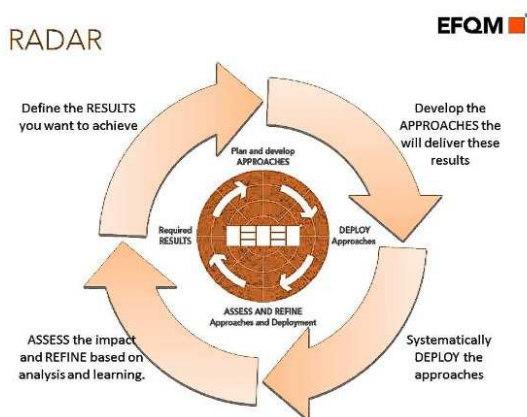 RADAR
EFQM
Define the RESULTS
you want to achieve
Develop the
APPROACHES the
will deliver these
results
Plan and develop
APPROACHES
Required
RESULTS
DEPLOY
Approaches
ASSESS AND REFINE
Approaches and Deployment
ASSESS the impact
and REFINE based on
analysis and learning.
Systematically
DEPLOY the
approaches